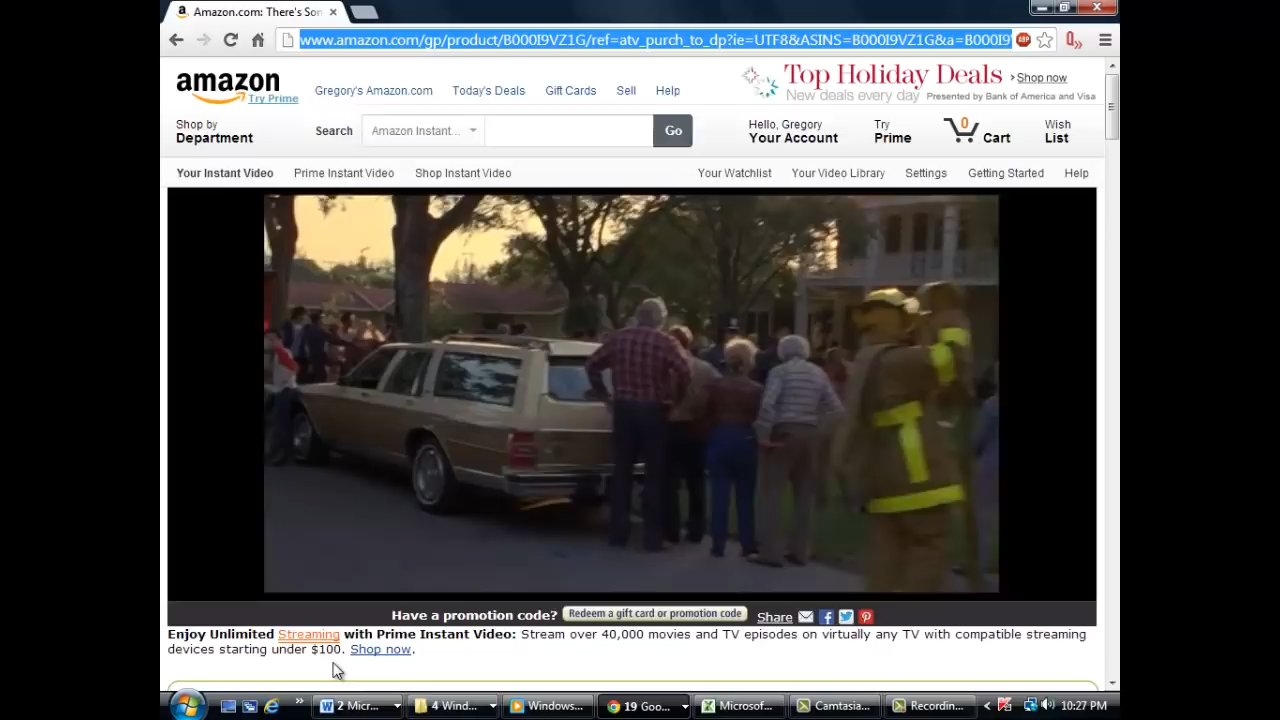 Amazon.com: There's Son
www.amazon.com/gp/product/B000I9VZ1G/ref=atv_purch_to_dp?ie=UTF8&ASINS=B000I9VZ1G&a=B000I9
ABP
amazon
Try Prime
Gregory's Amazon.com Today's Deals Gift Cards Sell Help
Top Holiday Deals
New deals every day
Shop now
Presented by Bank of America and Visa
Shop by
Department
Search Amazon Instant... Go
Hello, Gregory
Your Account
Try
Prime
0
Cart
Wish
List
Your Instant Video Prime Instant Video Shop Instant Video Your Watchlist Your Video Library Settings Getting Started Help
Have a promotion code? Redeem a gift card or promotion code Share
Enjoy Unlimited Streaming with Prime Instant Video: Stream over 40,000 movies and TV episodes on virtually any TV with compatible streaming
devices starting under $100. Shop now.
2 Micr... 4 Wind... Windows... 19 Goo... Microsof... Camtasia... Recordin... 10:27 PM